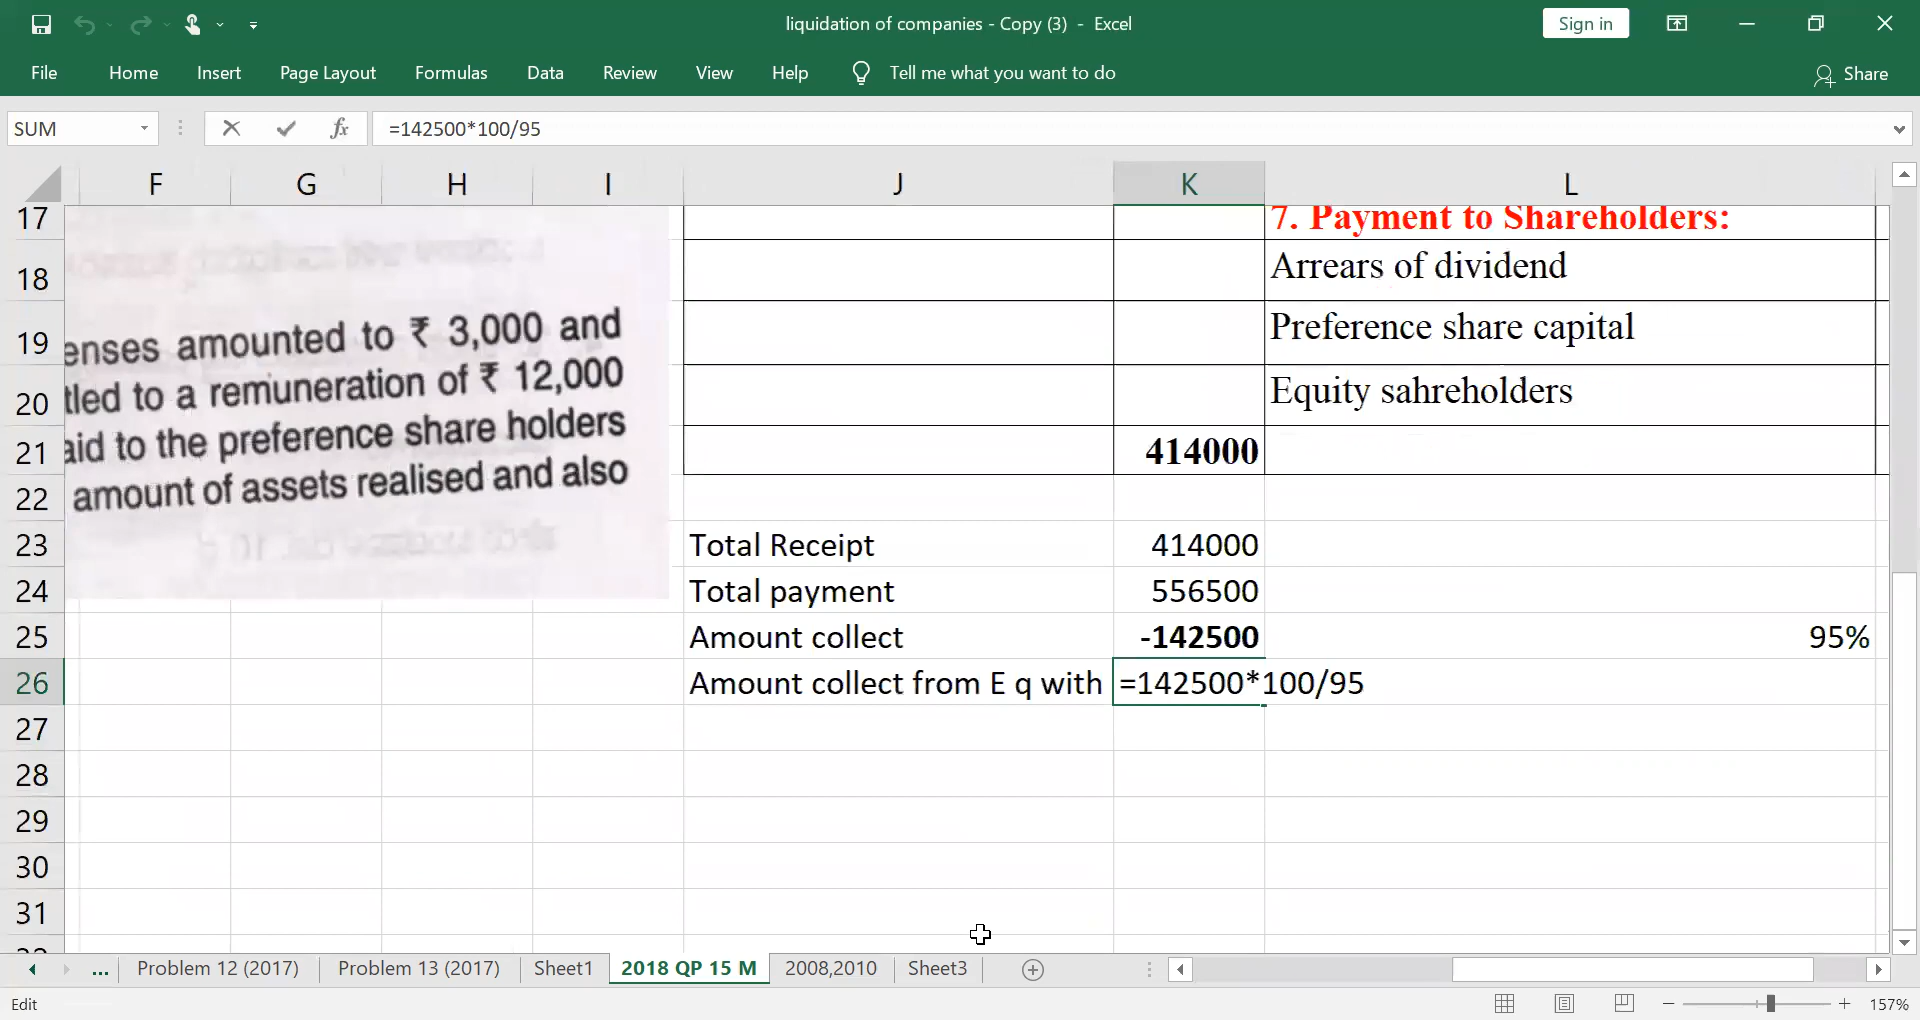 liquidation of companies - Copy (3) - Excel
Sign in
File Home Insert Page Layout Formulas Data Review View Help Tell me what you want to do Share
SUM fx =142500*100/95
F G H I J K L
17 7. Payment to Shareholders:
18 Arrears of dividend
19 enses amounted to ₹ 3,000 and Preference share capital
20 tled to a remuneration of ₹ 12,000 Equity sahreholders
21 aid to the preference share holders 414000
22 amount of assets realised and also
23 Total Receipt 414000
24 Total payment 556500
25 Amount collect -142500 95%
26 Amount collect from E q with =142500*100/95
27
28
29
30
31
... Problem 12 (2017) Problem 13 (2017) Sheet1 2018 QP 15 M 2008,2010 Sheet3
Edit 157%